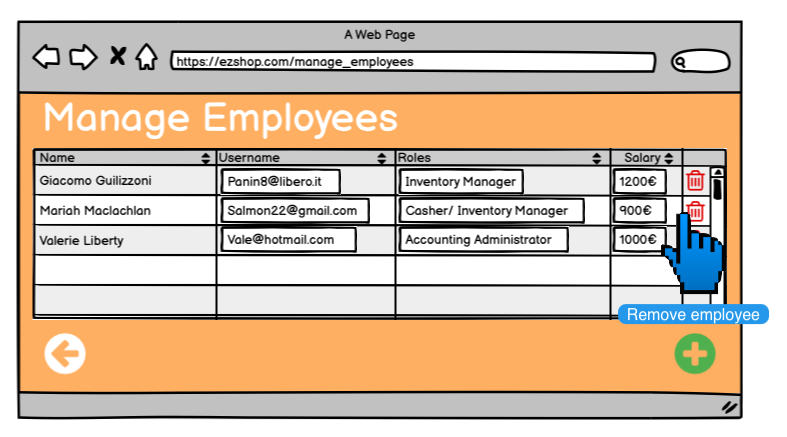 A Web Page
https://ezshop.com/manage_employees
Manage Employees
Name Username Roles Salary
Giacomo Guilizzoni Panin8@libero.it Inventory Manager 1200€
Mariah Maclachlan Salmon22@gmail.com Casher/ Inventory Manager 900€
Valerie Liberty Vale@hotmail.com Accounting Administrator 1000€
Remove employee